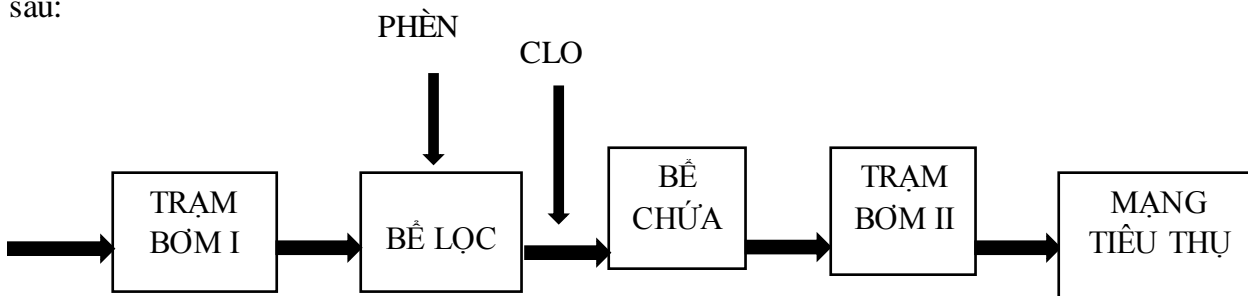 sau:
PHÈN
CLO
TRẠM
BƠM I
BỂ LỌC
BỂ
CHỨA
TRẠM
BƠM II
MẠNG
TIÊU THỤ